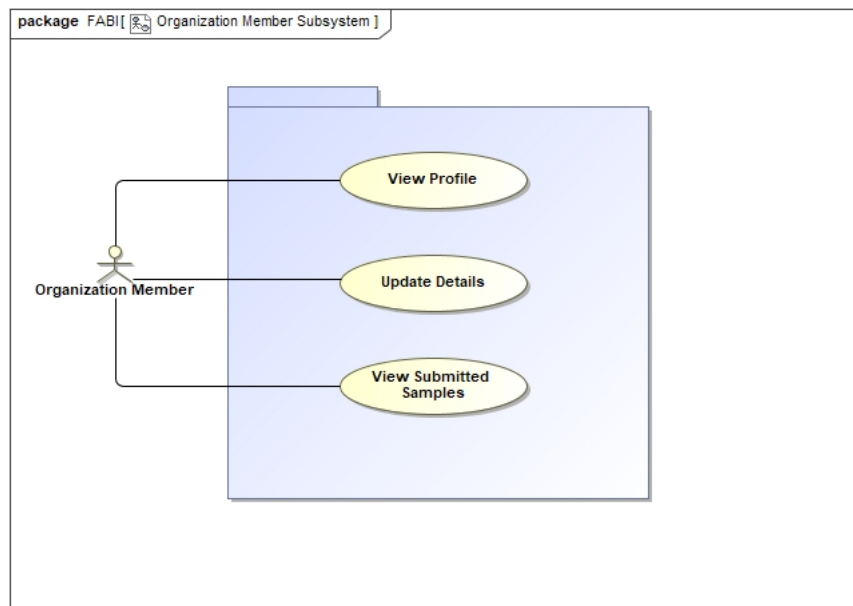 package FABI[ Organization Member Subsystem ]
View Profile
Organization Member
Update Details
View Submitted
Samples